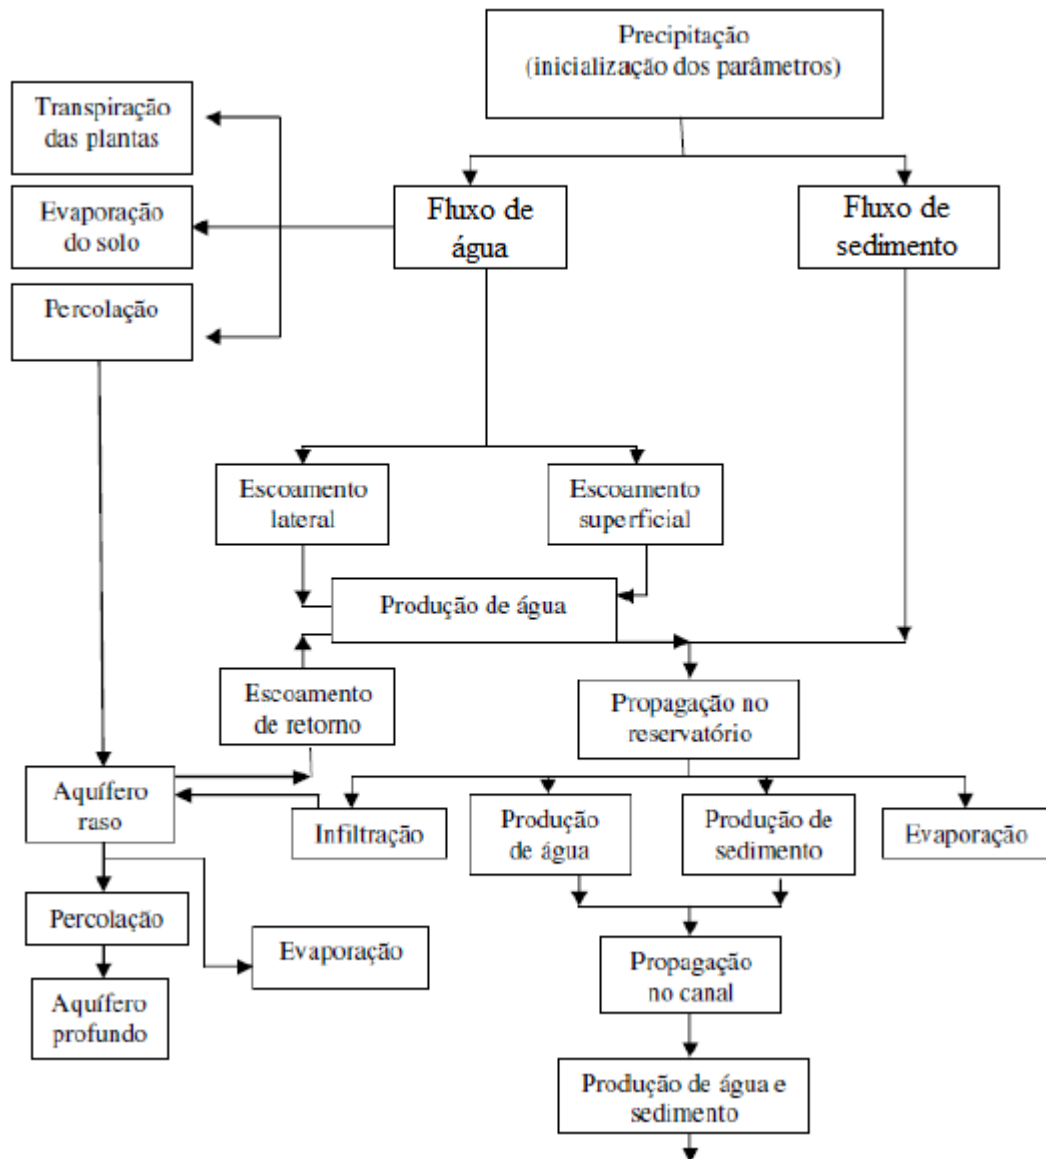 Precipitação
(inicialização dos parâmetros)
Transpiração
das plantas
Evaporação
do solo
Percolação
Fluxo de
água
Fluxo de
sedimento
Escoamento
lateral
Escoamento
superficial
Produção de água
Escoamento
de retorno
Propagação no
reservatório
Aquífero
raso
Infiltração
Produção
de água
Produção de
sedimento
Evaporação
Percolação
Evaporação
Aquífero
profundo
Propagação
no canal
Produção de água e
sedimento